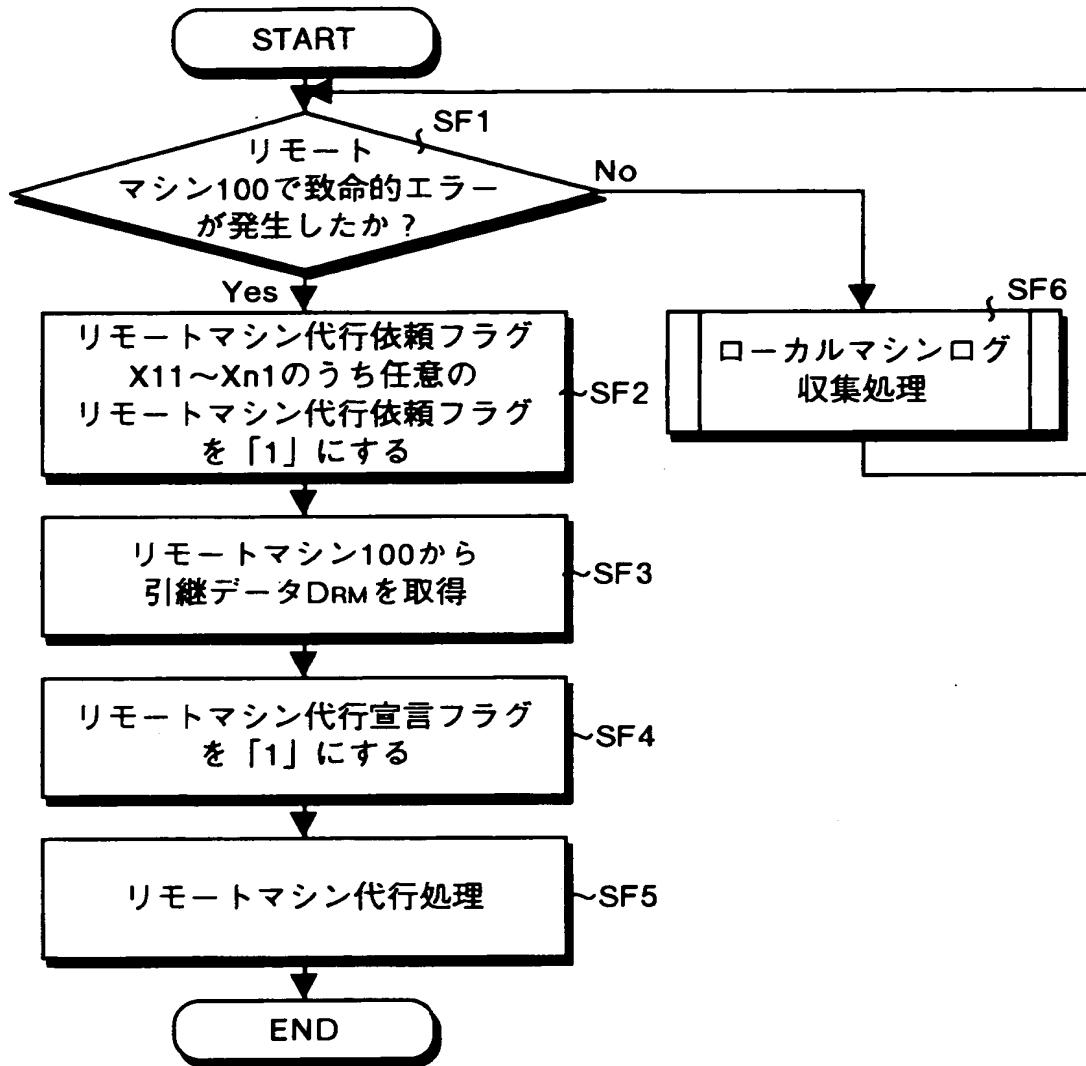 START
SF1
リモート
マシン100で致命的エラー
が発生したか？
No
Yes
リモートマシン代行依頼フラグ
X11～Xn1のうち任意の
リモートマシン代行依頼フラグ
を「1」にする
SF2
SF6
ローカルマシンログ
収集処理
リモートマシン100から
引継データDRMを取得
SF3
リモートマシン代行宣言フラグ
を「1」にする
SF4
リモートマシン代行処理
SF5
END